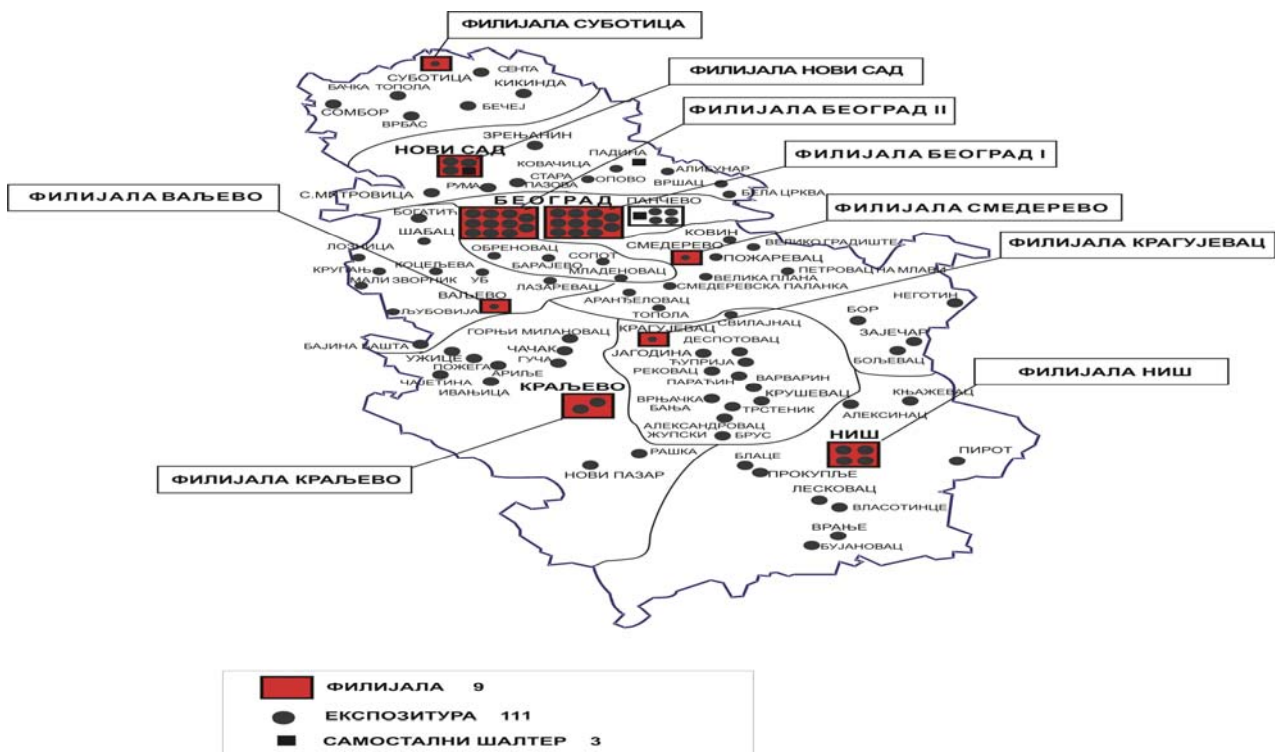 ФИЛИЈАЛА СУБОТИЦА
ФИЛИЈАЛА НОВИ САД
ФИЛИЈАЛА БЕОГРАД II
ФИЛИЈАЛА БЕОГРАД I
ФИЛИЈАЛА ВАЉЕВО
ФИЛИЈАЛА СМЕДЕРЕВО
ФИЛИЈАЛА КРАГУЈЕВАЦ
ФИЛИЈАЛА НИШ
ФИЛИЈАЛА КРАЉЕВО
СУБОТИЦА
СЕНТА
БАЧКА ТОПОЛА
КИКИНДА
СОМБОР
БЕЧЕЈ
ВРБАС
ЗРЕЊАНИН
НОВИ САД
ПАДИНА
КОВАЧИЦА
АЛИБУНАР
СТАРА
ПАЗОВА
ОПОВО
ВРШАЦ
РУМА
С.МИТРОВИЦА
БЕЛА ЦРКВА
БЕОГРАД
ПАНЧЕВО
БОГАТИЋ
ШАБАЦ
КОВИН
ЛОЗНИЦА
ОБРЕНОВАЦ
СМЕДЕРЕВО
ВЕЛИКО ГРАДИШТЕ
СОПОТ
ПОЖАРЕВАЦ
КРУПАЊ
КОЦЕЉЕВА
БАРАЈЕВО
МЛАДЕНОВАЦ
ПЕТРОВАЦ НА МЛАВИ
МАЛИ ЗВОРНИК
УБ
ВЕЛИКА ПЛАНА
ЛАЗАРЕВАЦ
СМЕДЕРЕВСКА ПАЛАНКА
ВАЉЕВО
АРАНЂЕЛОВАЦ
НЕГОТИН
ЉУБОВИЈА
ТОПОЛА
БОР
СВИЛАЈНАЦ
КРАГУЈЕВАЦ
ГОРЊИ МИЛАНОВАЦ
ЗАЈЕЧАР
БАЈИНА БАШТА
ДЕСПОТОВАЦ
ЧАЧАК
ЈАГОДИНА
УЖИЦЕ
ГУЧА
БОЉЕВАЦ
ЋУПРИЈА
ПОЖЕГА
АРИЉЕ
РЕКОВАЦ
ВАРВАРИН
ЧАЈЕТИНА
ПАРАЋИН
КРАЉЕВО
ИВАЊИЦА
КРУШЕВАЦ
КЊАЖЕВАЦ
ВРЊАЧКА
БАЊА
ТРСТЕНИК
АЛЕКСИНАЦ
АЛЕКСАНДРОВАЦ
ЖУПСКИ
БРУС
НИШ
РАШКА
БЛАЦЕ
ПИРОТ
НОВИ ПАЗАР
ПРОКУПЉЕ
ЛЕСКОВАЦ
ВЛАСОТИНЦЕ
ВРАЊЕ
БУЈАНОВАЦ
ФИЛИЈАЛА 9
ЕКСПОЗИТУРА 111
САМОСТАЛНИ ШАЛТЕР 3